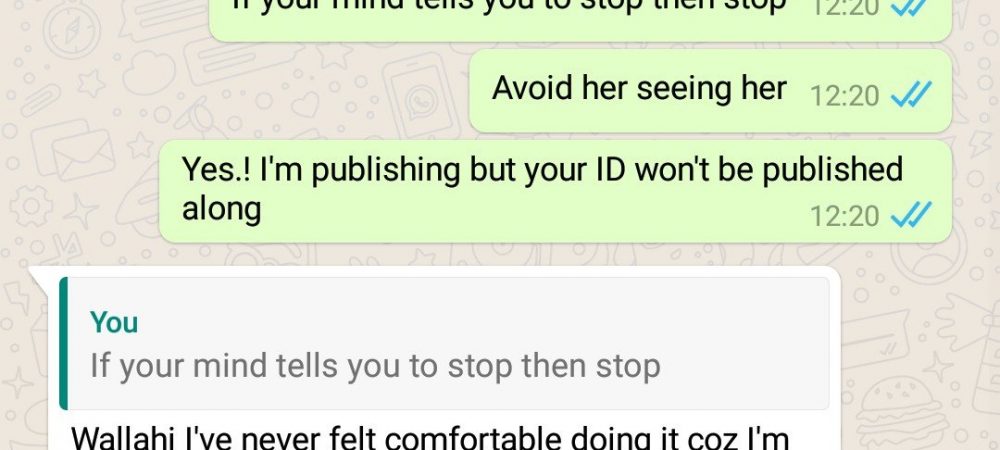 If your mind tells you to stop then stop 12:20
Avoid her seeing her 12:20
Yes.! I'm publishing but your ID won't be published
along 12:20
You
If your mind tells you to stop then stop
Wallahi I've never felt comfortable doing it coz I'm